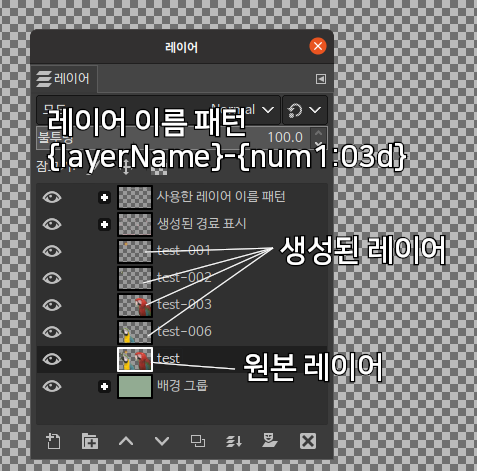 레이어
레이어
모드
Normal
레이어 이름 패턴
불투명
100.0
{layerName}-{num1:03d}
사용한 레이어 이름 패턴
생성된 경로 표시
test-001
생성된 레이어
test-002
test-003
test-006
test
원본 레이어
배경 그룹